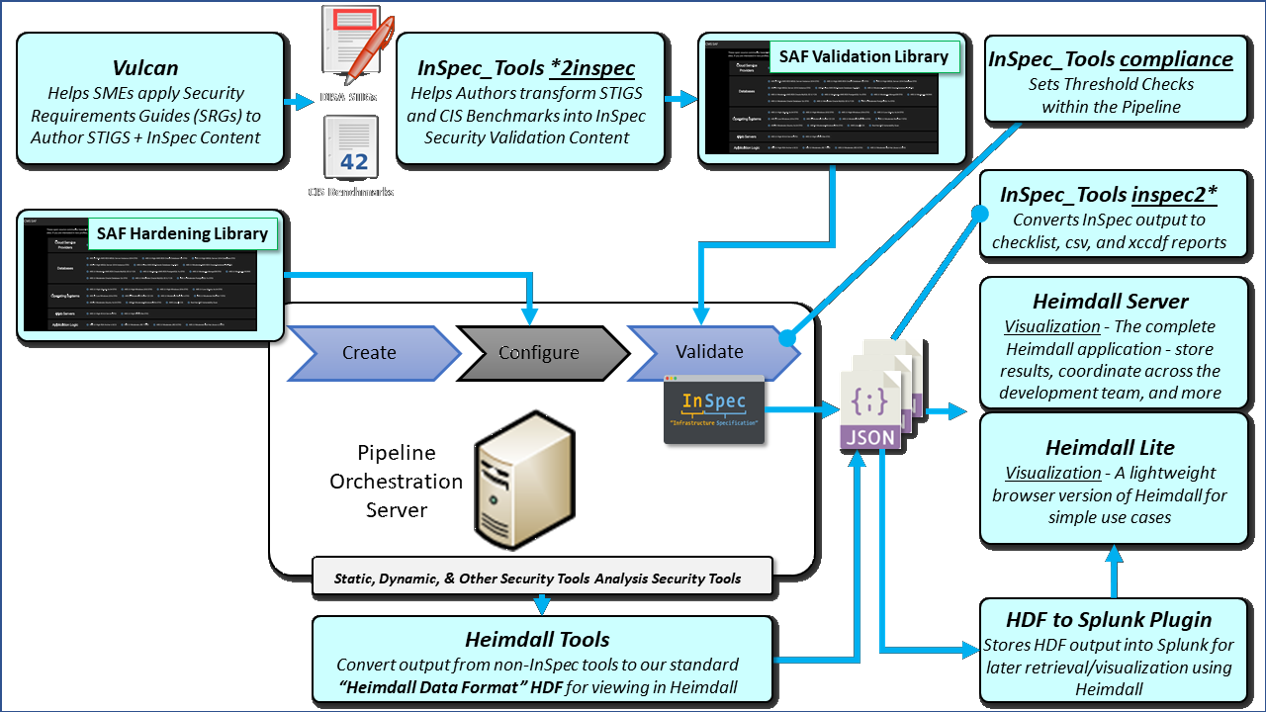 Vulcan
Helps SMEs Apply Security
Requirements Guides(SRGs) to
Author STIGs + InSpec Content
DISA STIGs
42
CIS Benchmarks
InSpec_Tools *2inspec
Helps Authors transform STIGS
and CIS Benchmarks into InSpec
Security Validation Content
SAF Validation Library
Databases
InSpec_Tools compliance
Sets Threshold Checks
within the Pipeline
InSpec_Tools inspec2*
Converts InSpec output to
checklist, csv, and xccdf reports
SAF Hardening Library
Databases
Create
Configure
Validate
InSpec
"Infrastructure Specification"
Pipeline
Orchestration
Server
{;}
JSON
Heimdall Server
Visualization - The complete
Heimdall application - store
results, coordinate across the
development team, and more
Heimdall Lite
Visualization - A lightweight
browser version of Heimdall for
simple use cases
Static, Dynamic, & Other Security Tools Analysis Security Tools
Heimdall Tools
Convert output from non-InSpec tools to our standard
“Heimdall Data Format” HDF for viewing in Heimdall
HDF to Splunk Plugin
Stores HDF output into Splunk for
later retrieval/visualization using
Heimdall